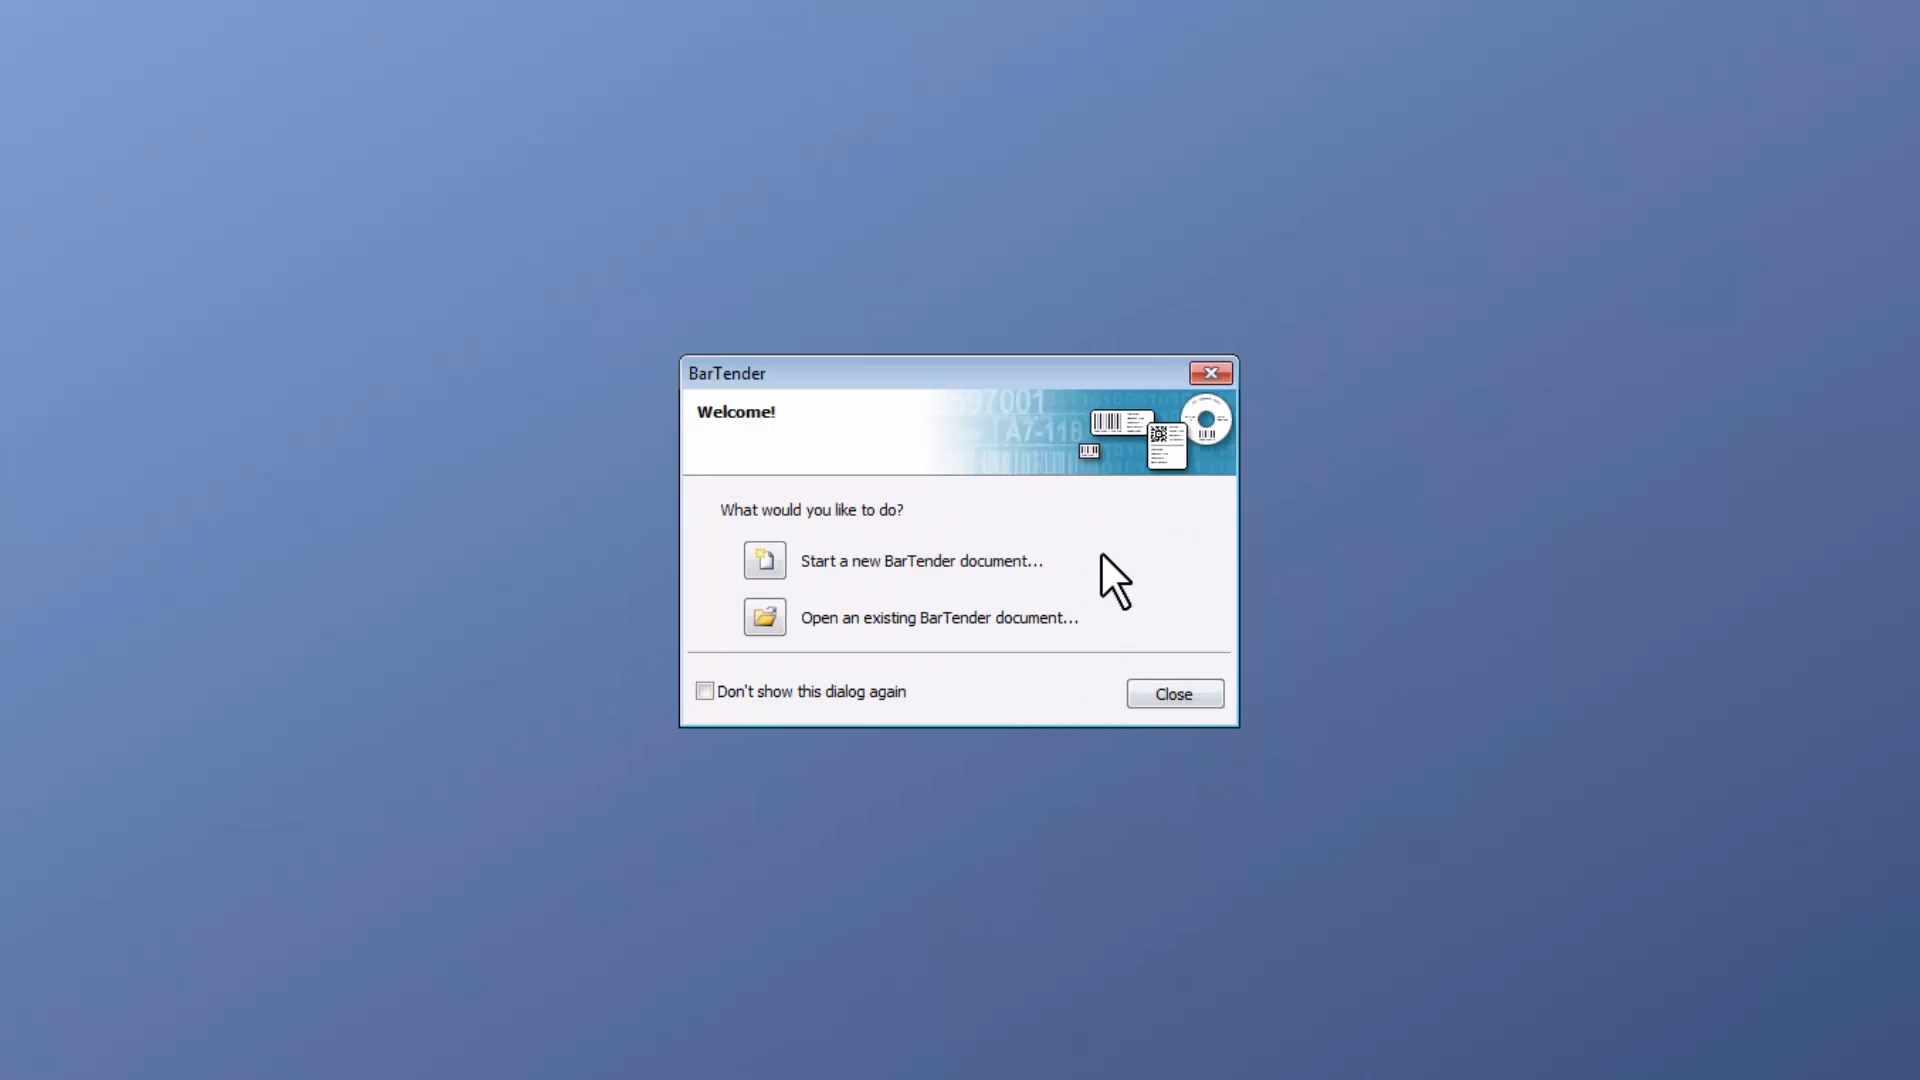 BarTender
Welcome!
What would you like to do?
Start a new BarTender document...
Open an existing BarTender document...
Don't show this dialog again
Close